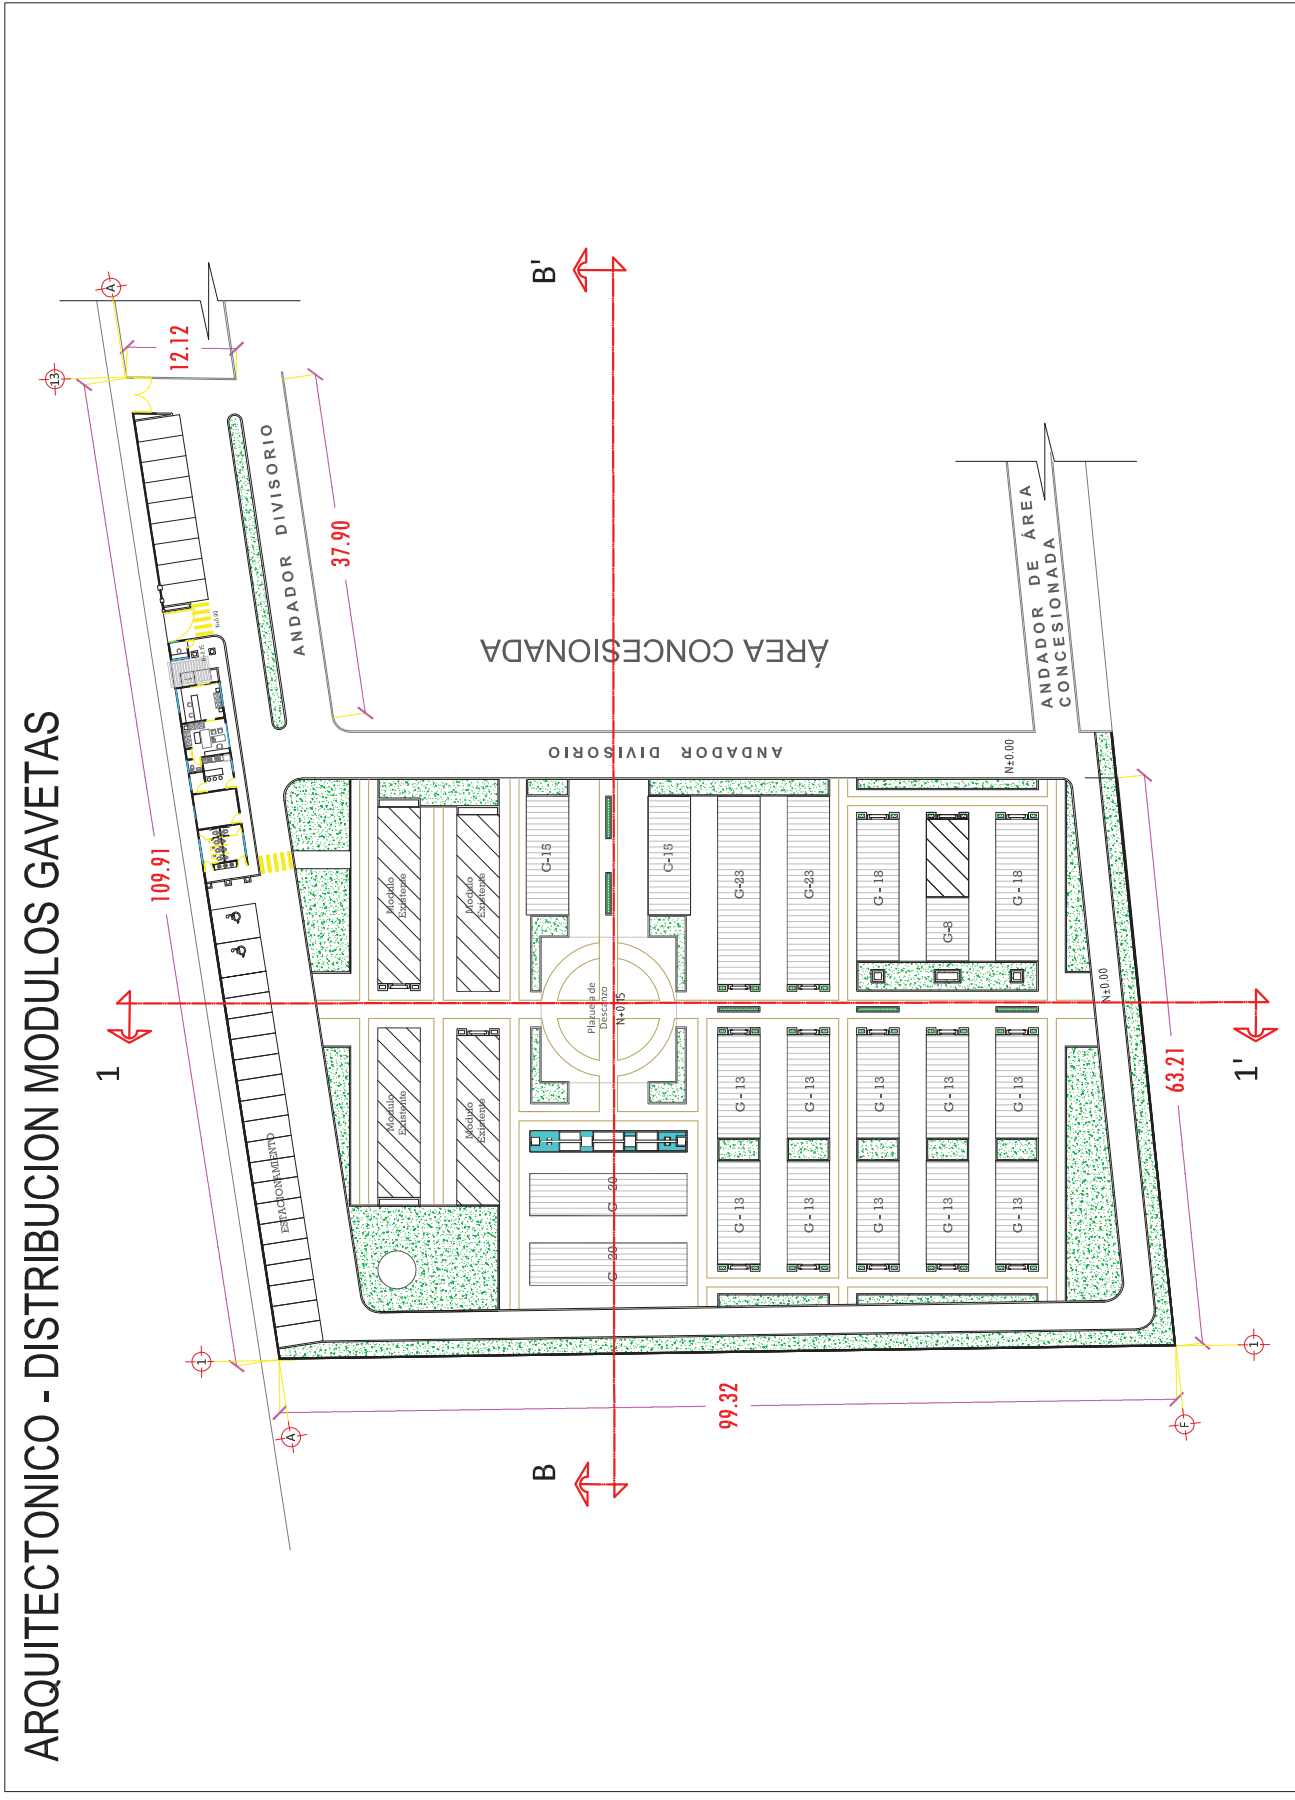 ARQUITECTONICO - DISTRIBUCION MODULOS GAVETAS
A
13
12.12
109.91
37.90
ANDADOR DIVISORIO
ÁREA CONCESIONADA
ANDADOR DIVISORIO
ANDADOR DE ÁREA
CONCESIONADA
B'
B
1
1'
ESTACIONAMIENTO
Modulo
Existente
Modulo
Existente
Modulo
Existente
Modulo
Existente
G-15
G-15
G-23
G-23
G-18
G-8
G-18
Plazuela de
Descanzo
N+0.15
N±0.00
N±0.00
G-13
G-13
G-13
G-13
G-13
G-13
G-13
G-13
G-13
G-13
G - 20
G - 20
63.21
99.32
1
A
F
1